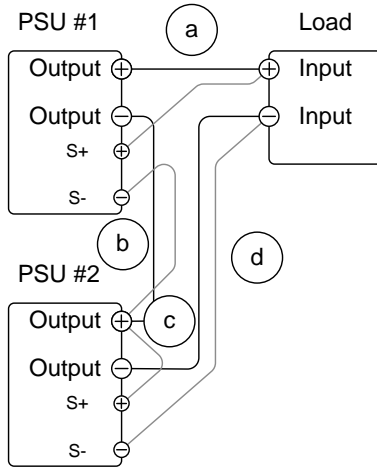 PSU #1
Load
a
Output
Input
Output
Input
S+
S-
b
d
PSU #2
Output
c
Output
S+
S-